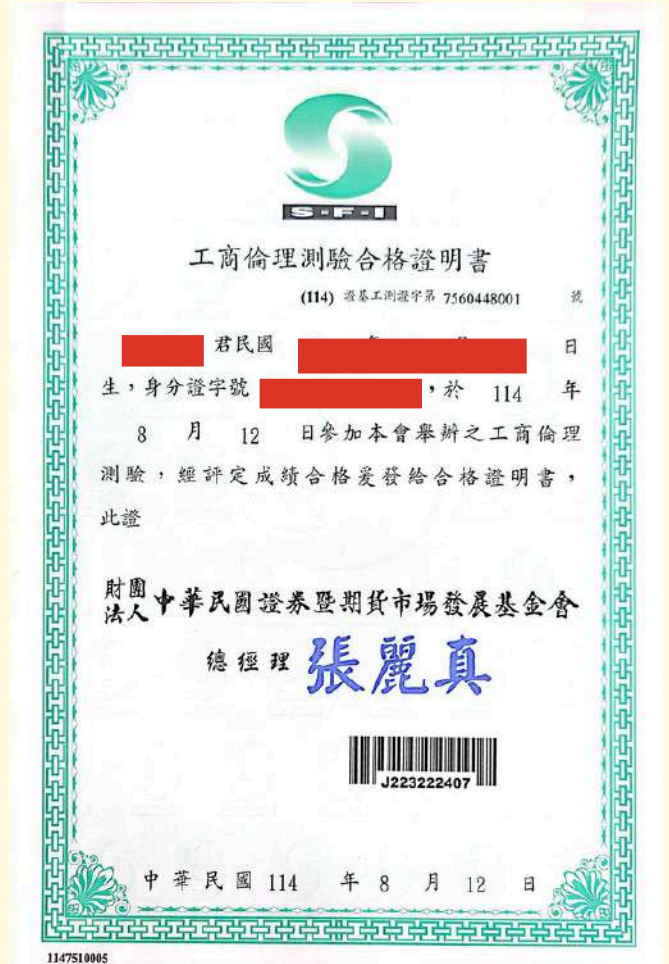 S·F·I
工商倫理測驗合格證明書
(114) 證基工測證字第 7560448001 號
君民國 日
生，身分證字號 ，於 114 年
8 月 12 日參加本會舉辦之工商倫理
測驗，經評定成績合格爰發給合格證明書，
此證
財團法人中華民國證券暨期貨市場發展基金會
總經理 張麗真
J223222407
中華民國 114 年 8 月 12 日
1147510005